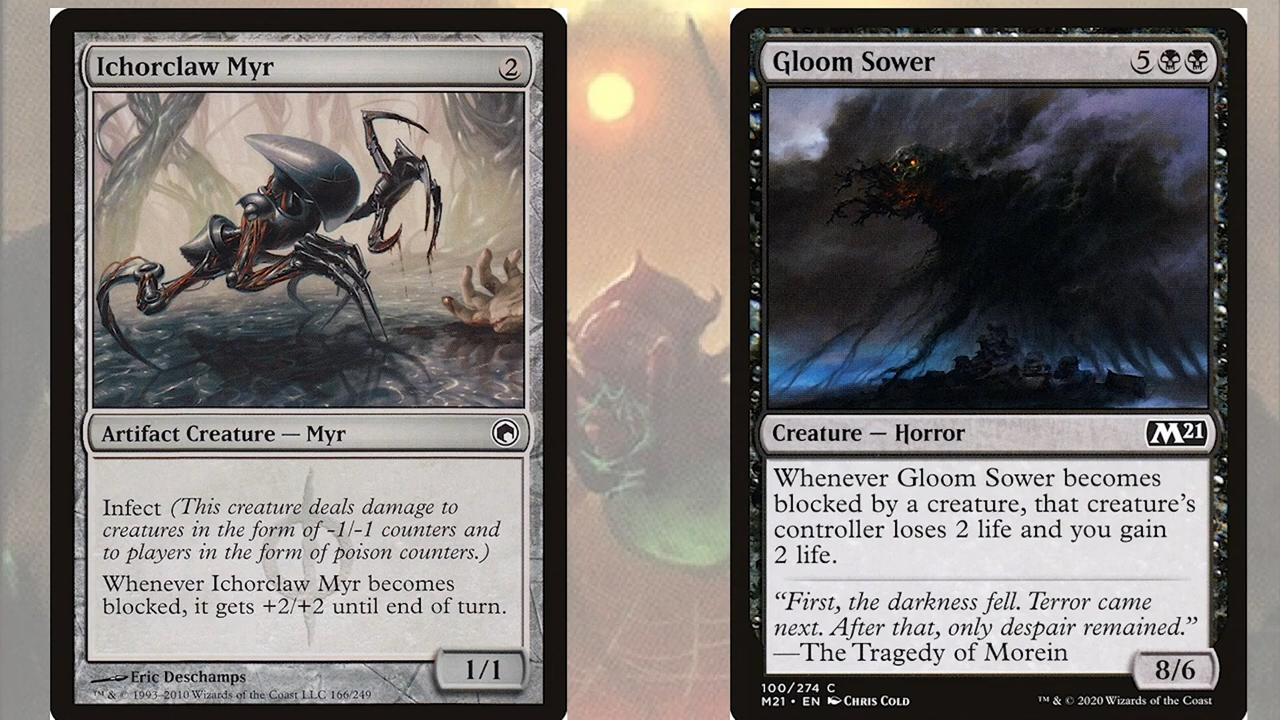 Ichorclaw Myr 2
Artifact Creature — Myr
Infect (This creature deals damage to
creatures in the form of -1/-1 counters and
to players in the form of poison counters.)
Whenever Ichorclaw Myr becomes
blocked, it gets +2/+2 until end of turn.
1/1
Eric Deschamps
™ & © 1993–2010 Wizards of the Coast LLC 166/249
Gloom Sower 5
Creature — Horror M21
Whenever Gloom Sower becomes
blocked by a creature, that creature's
controller loses 2 life and you gain
2 life.
“First, the darkness fell. Terror came
next. After that, only despair remained.”
—The Tragedy of Morein
8/6
100/274 C
M21 • EN Chris Cold
™ & © 2020 Wizards of the Coast